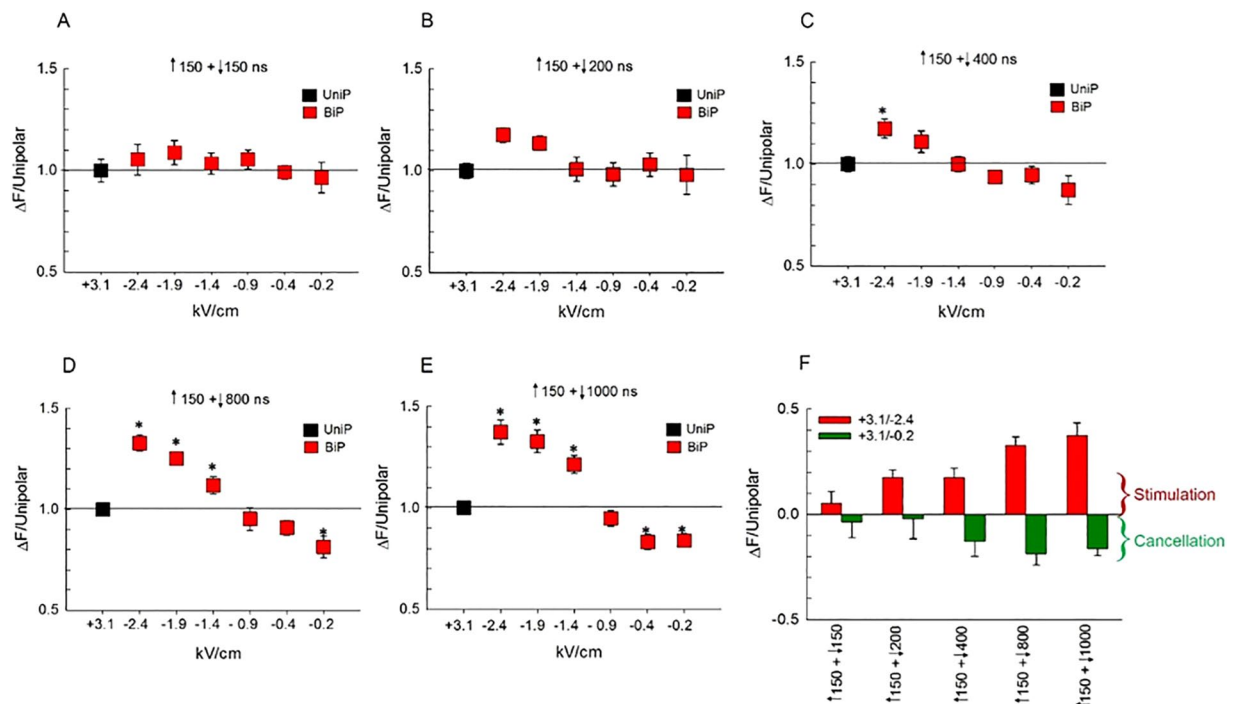 A
↑150 +↓150 ns
1.5
1.0
0.5
ΔF/Unipolar
UniP
BiP
+3.1 -2.4 -1.9 -1.4 -0.9 -0.4 -0.2
kV/cm
B
↑150 +↓200 ns
1.5
1.0
0.5
ΔF/Unipolar
UniP
BiP
+3.1 -2.4 -1.9 -1.4 -0.9 -0.4 -0.2
kV/cm
C
↑150 +↓400 ns
1.5
1.0
0.5
ΔF/Unipolar
UniP
BiP
*
+3.1 -2.4 -1.9 -1.4 -0.9 -0.4 -0.2
kV/cm
D
↑150 +↓800 ns
1.5
1.0
0.5
ΔF/Unipolar
UniP
BiP
* * * *
+3.1 -2.4 -1.9 -1.4 - 0.9 -0.4 -0.2
kV/cm
E
↑150 +↓1000 ns
1.5
1.0
0.5
ΔF/Unipolar
UniP
BiP
* * * * *
+3.1 -2.4 -1.9 -1.4 - 0.9 -0.4 -0.2
kV/cm
F
0.5
0.0
-0.5
ΔF/Unipolar
+3.1/-2.4
+3.1/-0.2
Stimulation
Cancellation
↑150 +↓150
↑150 +↓200
↑150 +↓400
↑150 +↓800
↑150 +↓1000